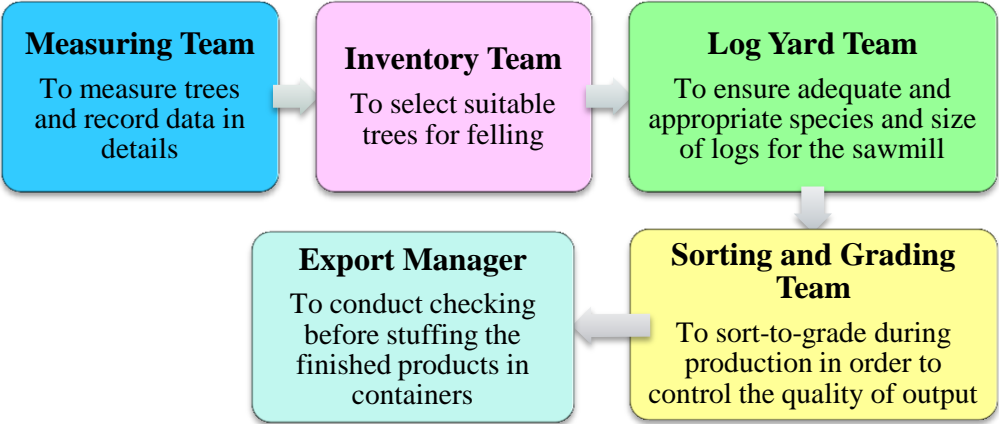 Measuring Team
To measure trees
and record data in
details
Inventory Team
To select suitable
trees for felling
Log Yard Team
To ensure adequate and
appropriate species and size
of logs for the sawmill
Sorting and Grading
Team
To sort-to-grade during
production in order to
control the quality of output
Export Manager
To conduct checking
before stuffing the
finished products in
containers